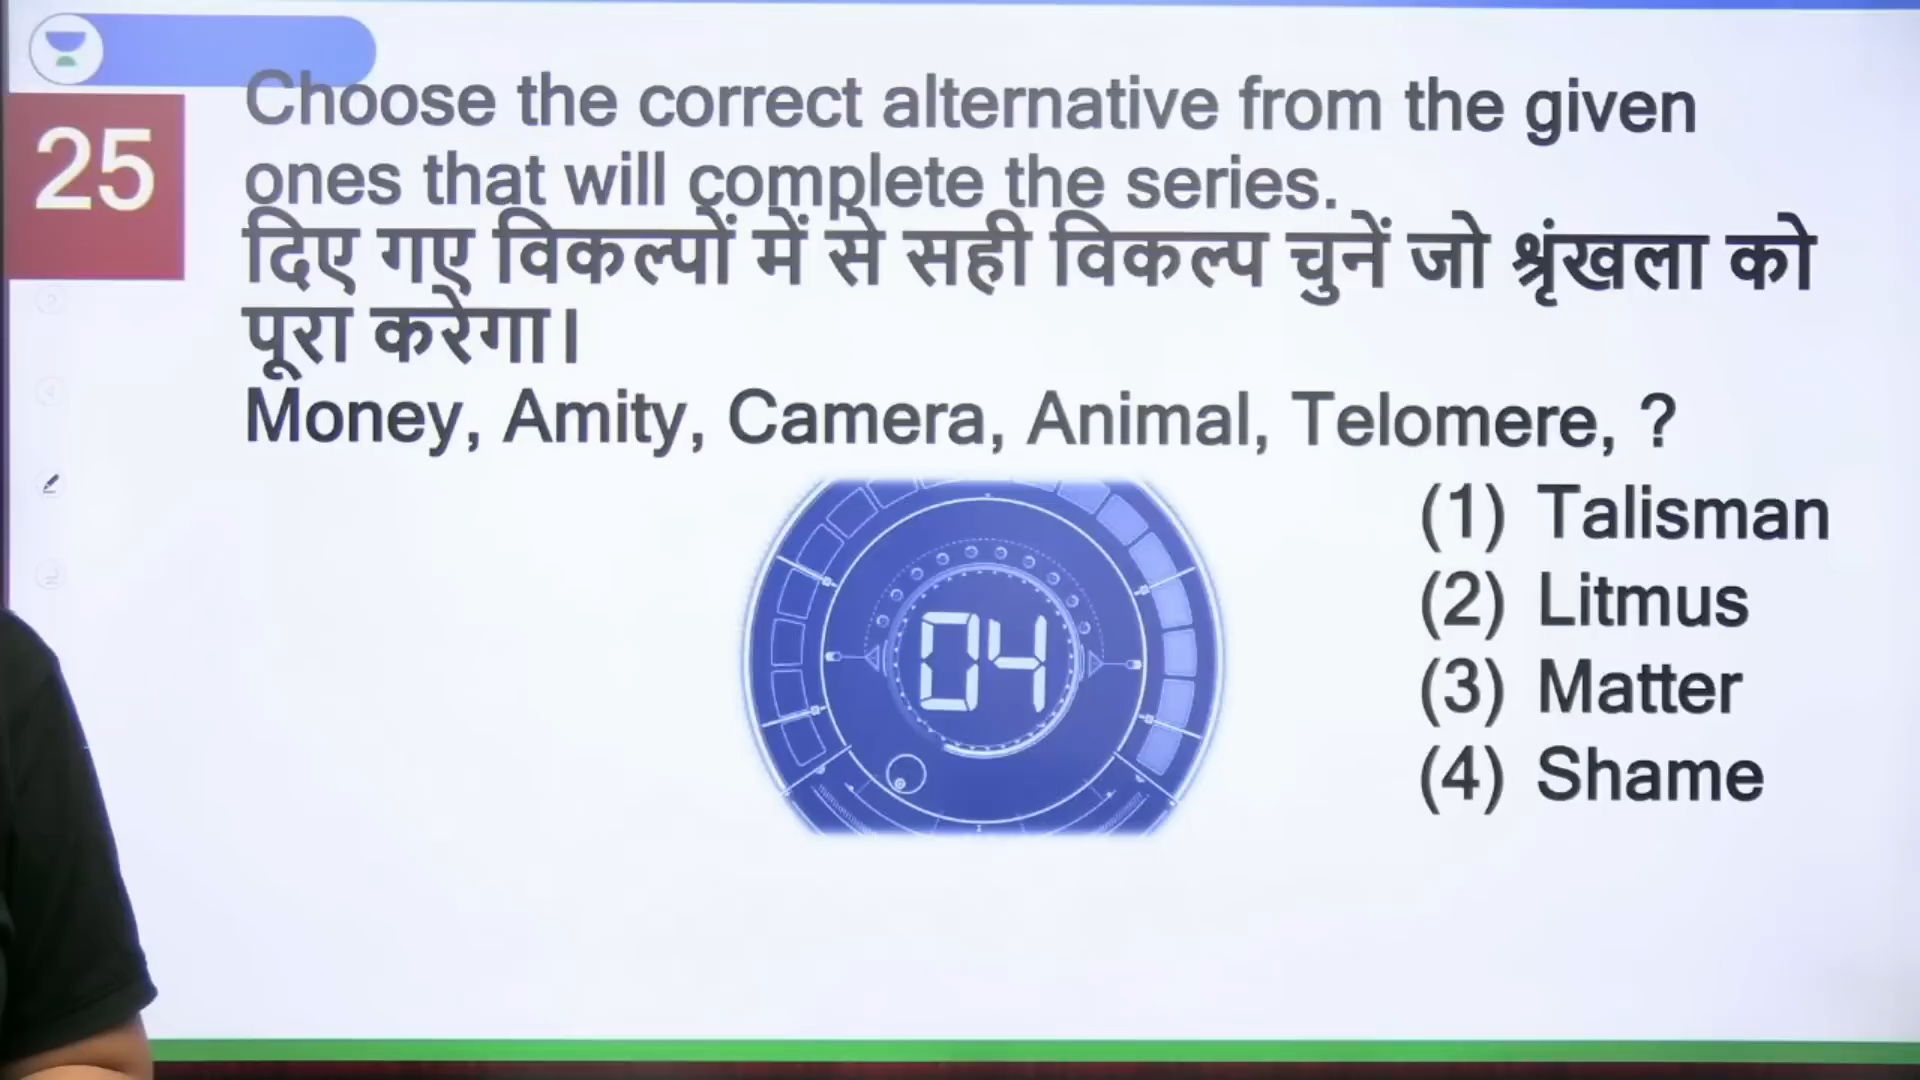 25
Choose the correct alternative from the given
ones that will complete the series.
दिए गए विकल्पों में से सही विकल्प चुनें जो श्रृंखला को
पूरा करेगा।
Money, Amity, Camera, Animal, Telomere, ?
(1) Talisman
(2) Litmus
(3) Matter
(4) Shame
04